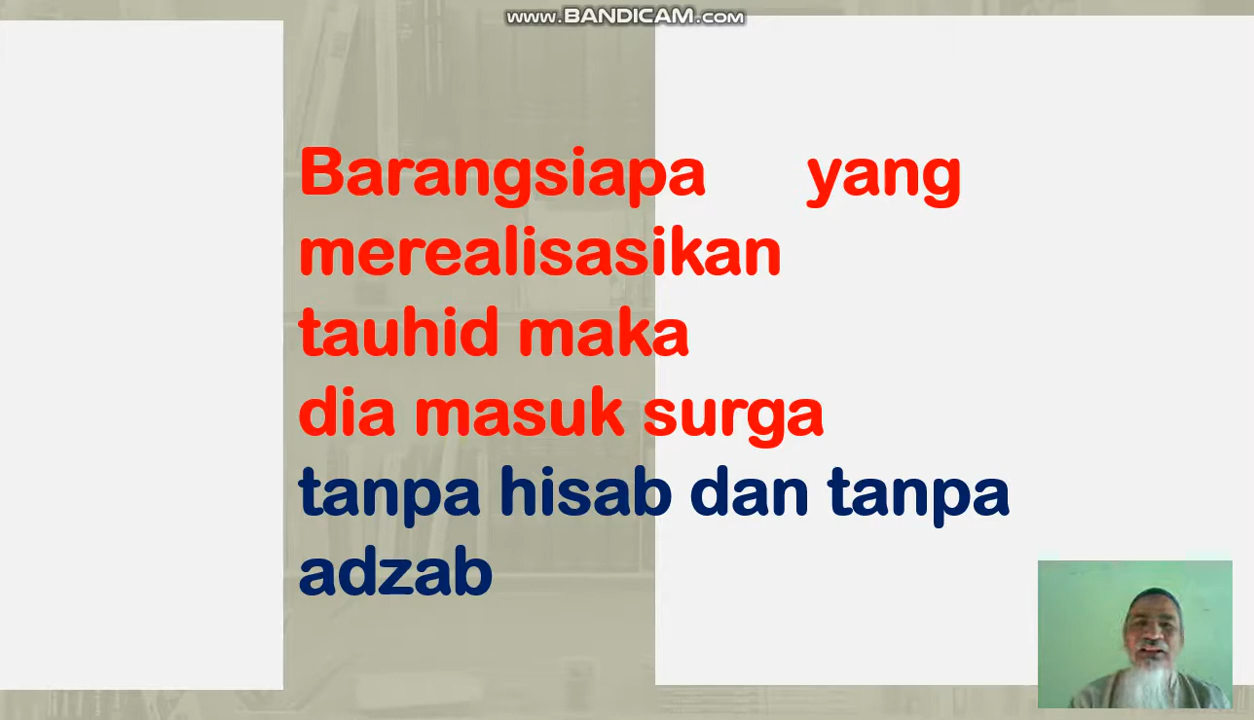 www.BANDICAM.com
Barangsiapa yang
merealisasikan
tauhid maka
dia masuk surga
tanpa hisab dan tanpa
adzab